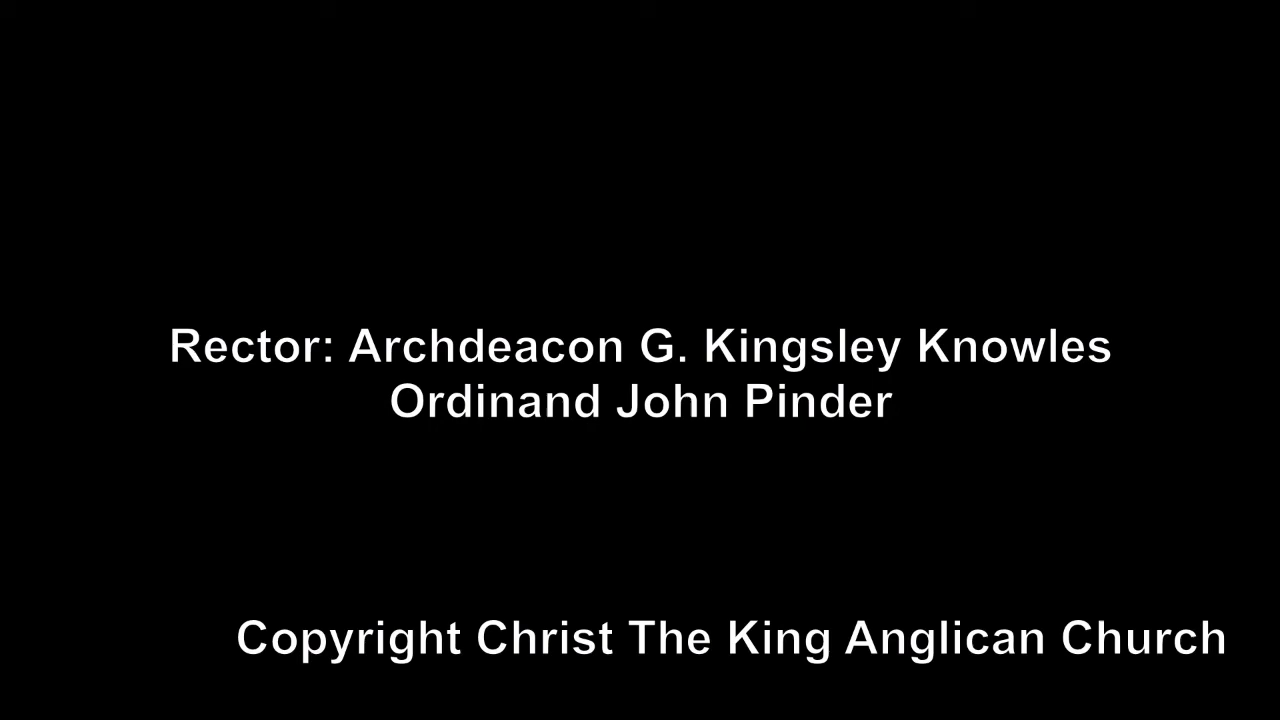 Rector: Archdeacon G. Kingsley Knowles
Ordinand John Pinder
Copyright Christ The King Anglican Church